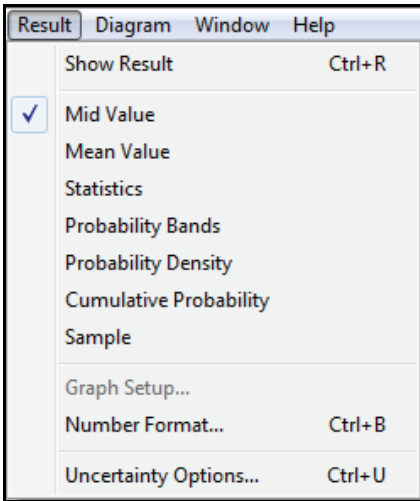 Result Diagram Window Help
Show Result Ctrl+R
Mid Value
Mean Value
Statistics
Probability Bands
Probability Density
Cumulative Probability
Sample
Graph Setup...
Number Format... Ctrl+B
Uncertainty Options... Ctrl+U